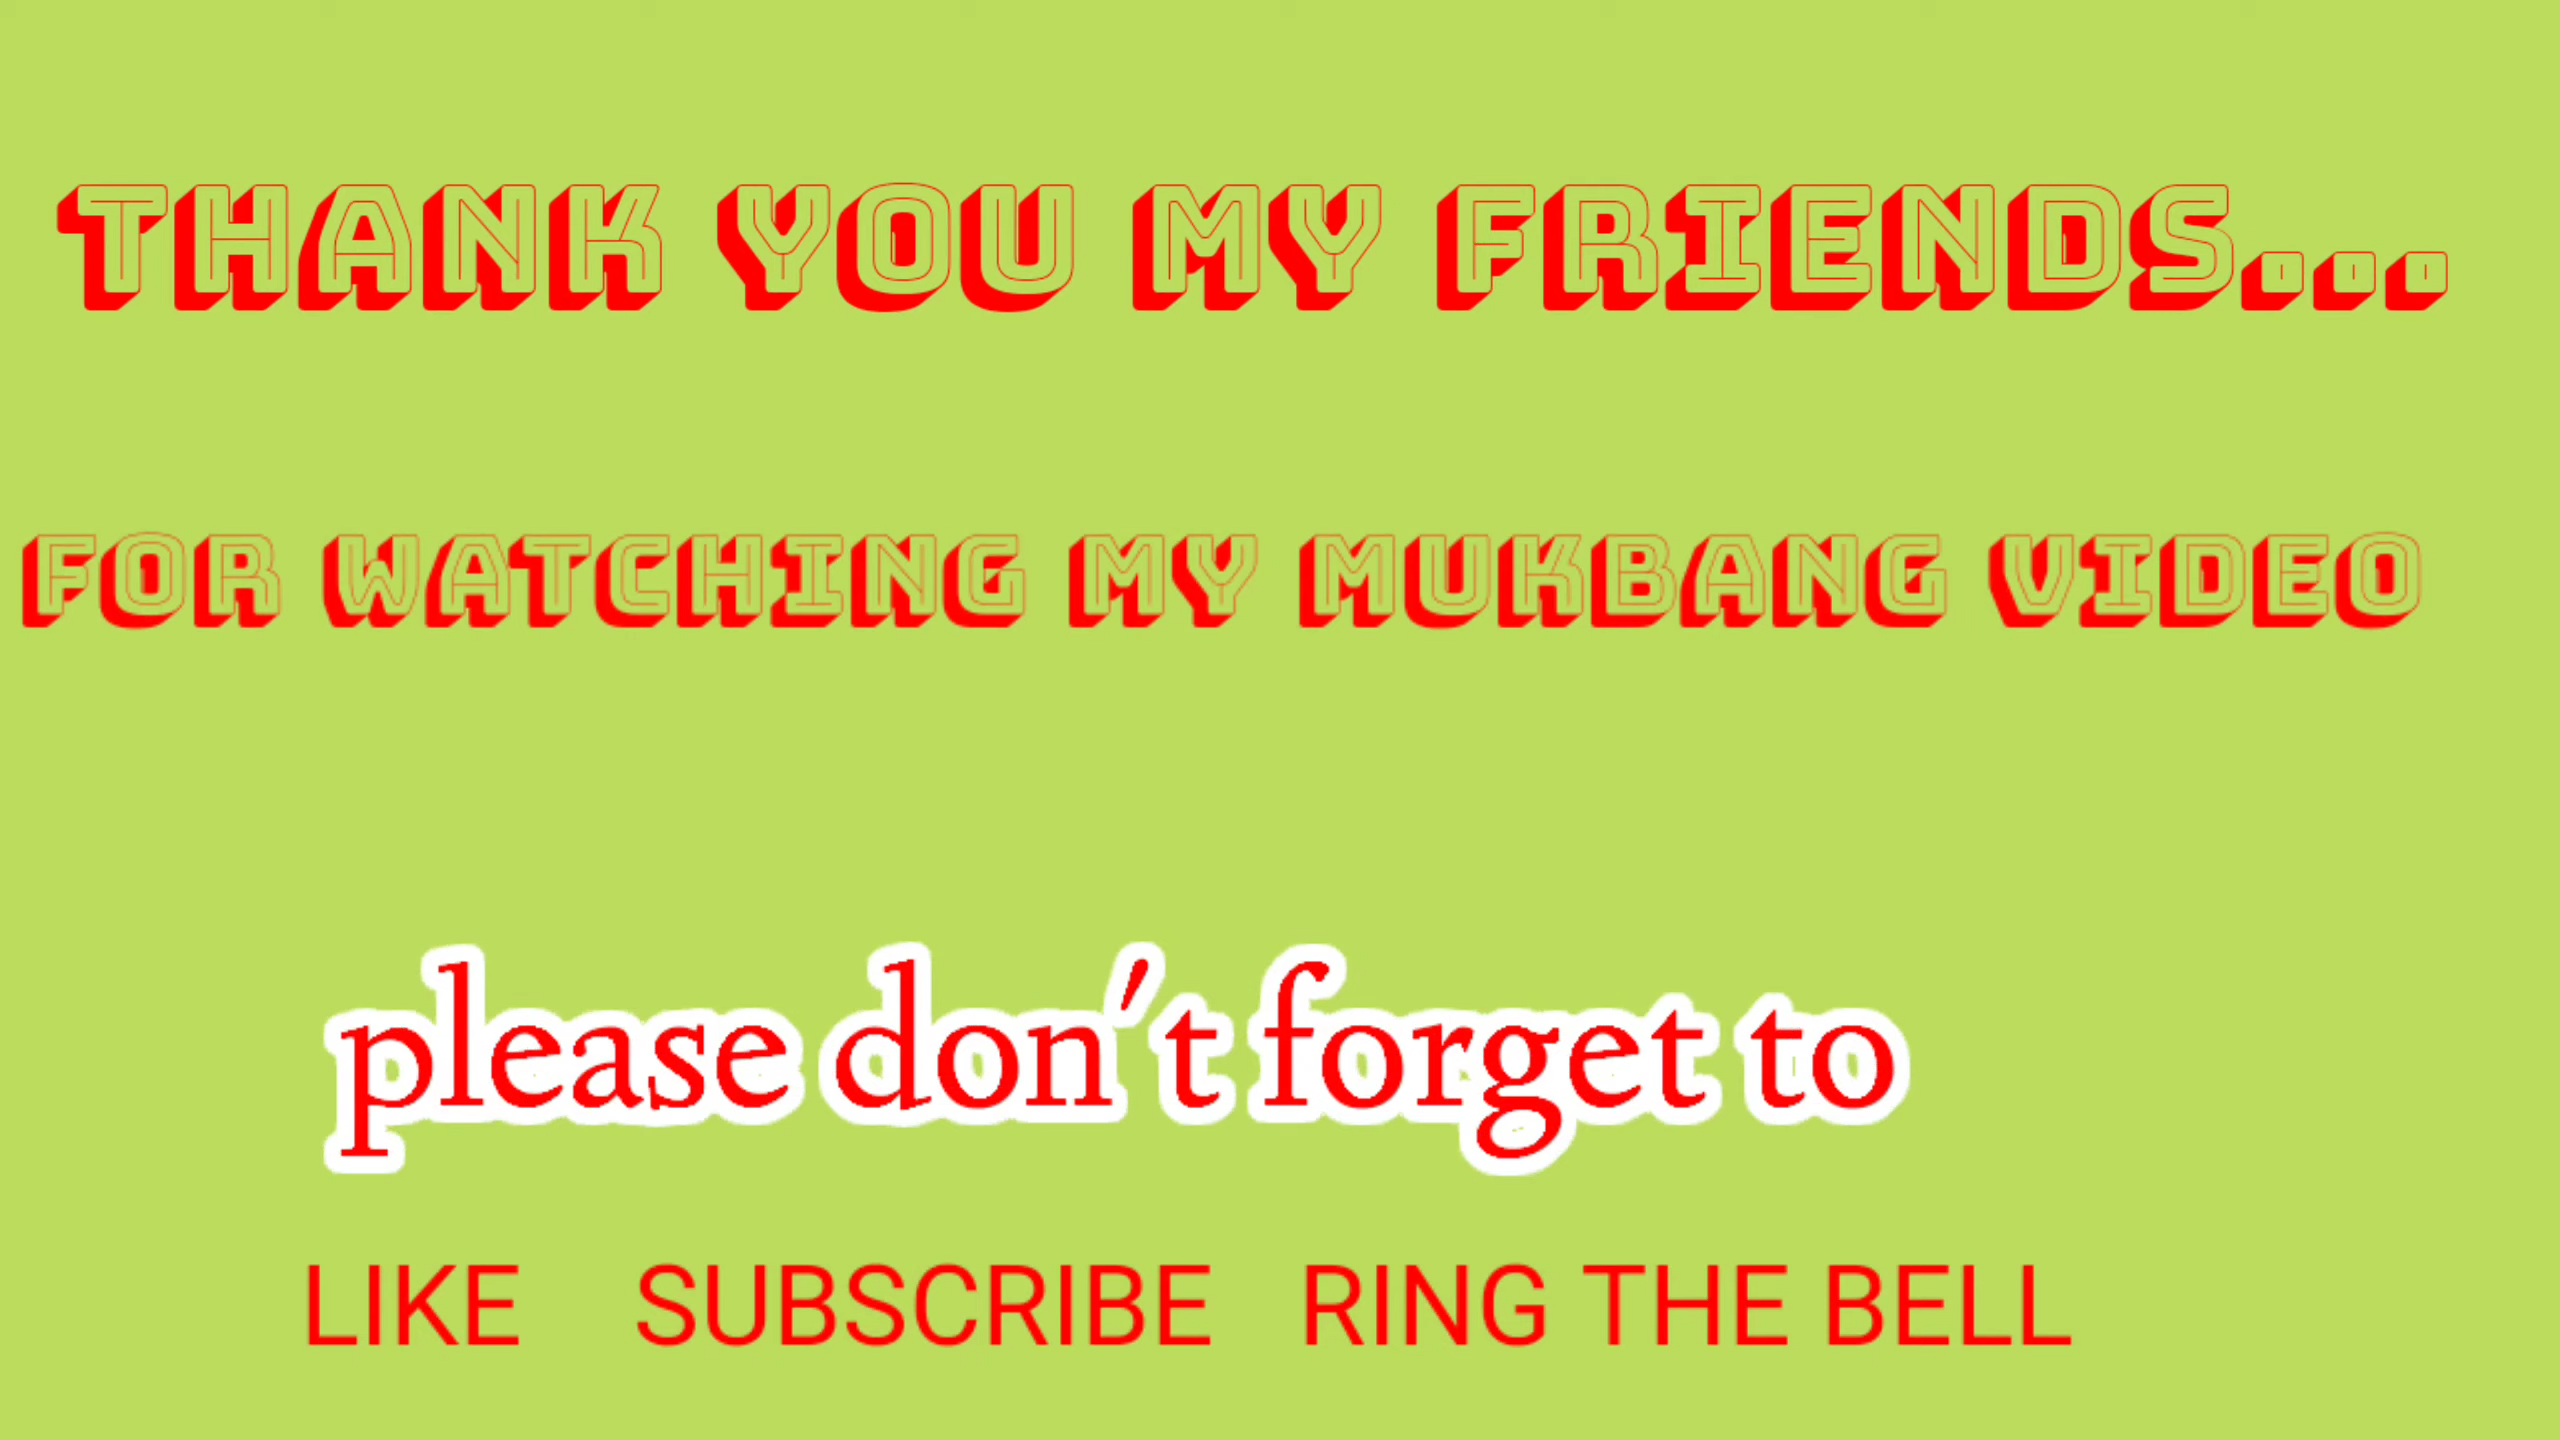 THANK YOU MY FRIENDS...
FOR WATCHING MY MUKBANG VIDEO
please don't forget to
LIKE SUBSCRIBE RING THE BELL